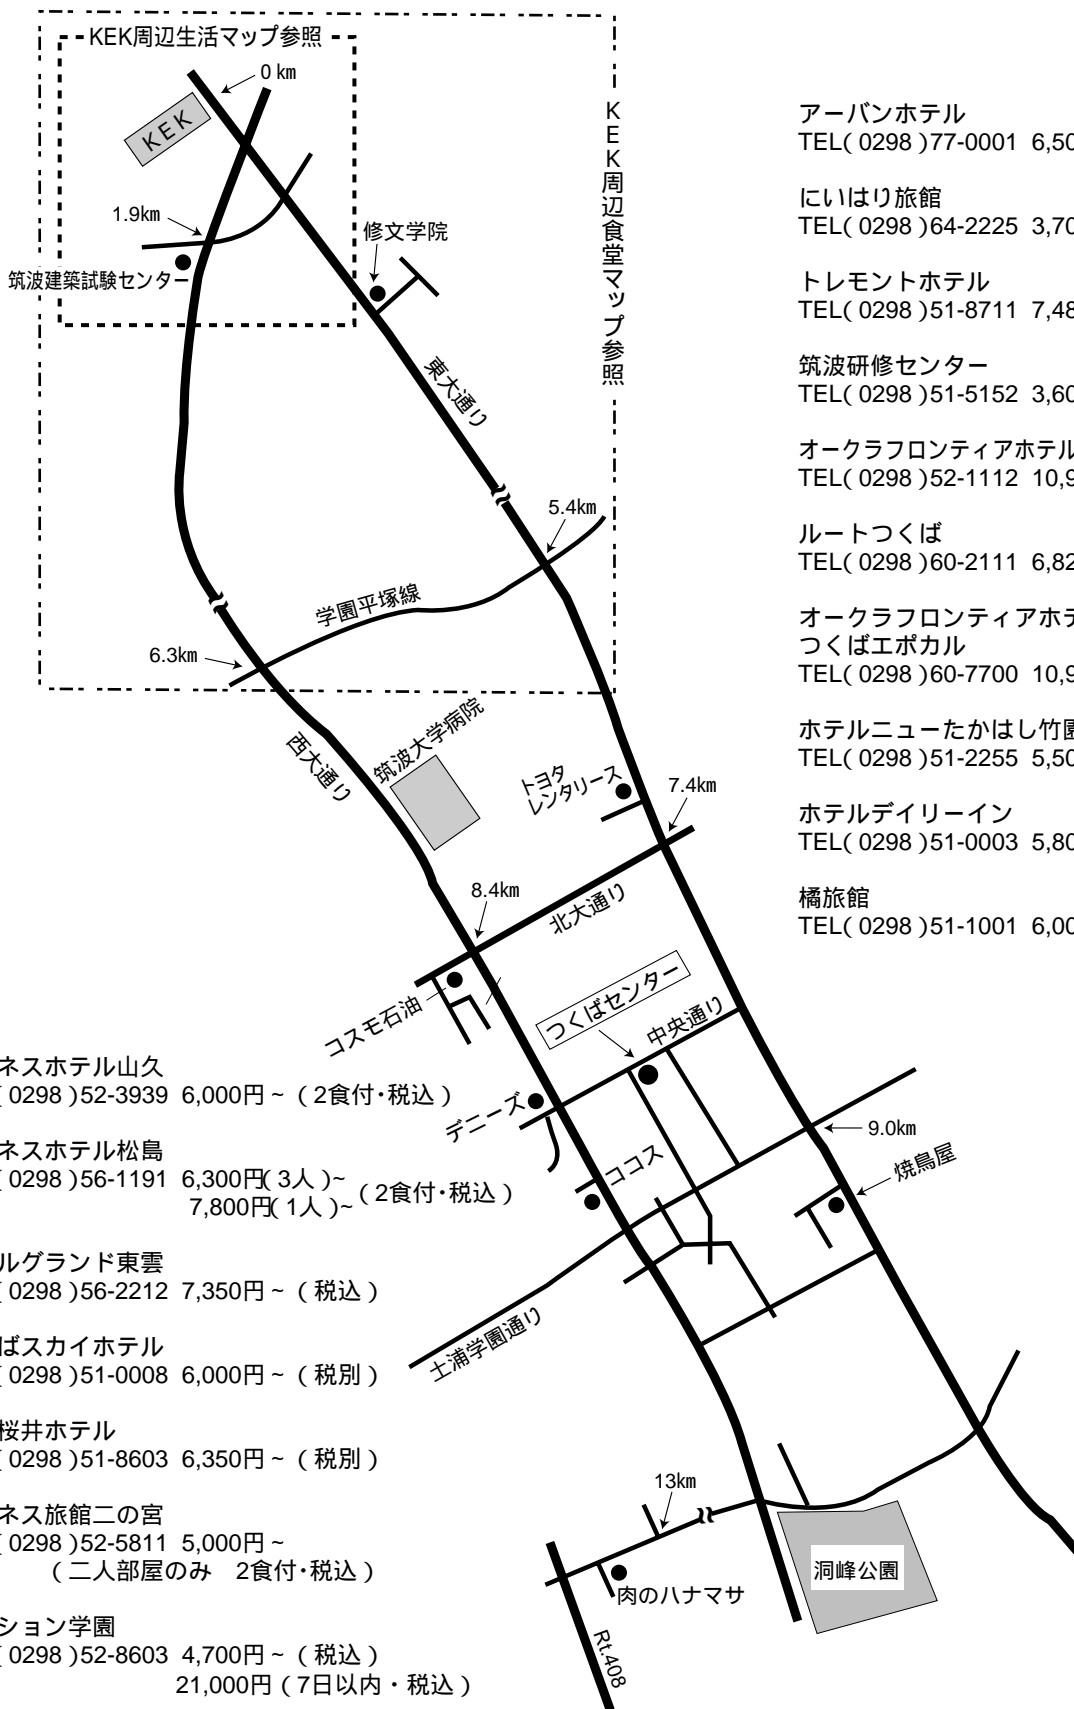 KEK周辺生活マップ参照
0 km
KEK
KEK周辺食堂マップ参照
1.9km
修文学院
筑波建築試験センター
東大通り
5.4km
学園平塚線
6.3km
西大通り
筑波大学病院
トヨタ
レンタリース
7.4km
8.4km
北大通り
コスモ石油
つくばセンター
中央通り
デニーズ
ココス
9.0km
焼鳥屋
土浦学園通り
13km
肉のハナマサ
洞峰公園
Rt.408
アーバンホテル
TEL(0298)77-0001 6,50
にいはり旅館
TEL(0298)64-2225 3,70
トレモントホテル
TEL(0298)51-8711 7,48
筑波研修センター
TEL(0298)51-5152 3,60
オークラフロンティアホテル
TEL(0298)52-1112 10,9
ルートつくば
TEL(0298)60-2111 6,82
オークラフロンティアホテ
つくばエポカル
TEL(0298)60-7700 10,9
ホテルニューたかはし竹園
TEL(0298)51-2255 5,50
ホテルデイリーイン
TEL(0298)51-0003 5,80
橘旅館
TEL(0298)51-1001 6,00
ネスホテル山久
(0298)52-3939 6,000円~(2食付・税込)
ネスホテル松島
(0298)56-1191 6,300円(3人)~
7,800円(1人)~(2食付・税込)
ルグランド東雲
(0298)56-2212 7,350円~(税込)
ばスカイホテル
(0298)51-0008 6,000円~(税別)
桜井ホテル
(0298)51-8603 6,350円~(税別)
ネス旅館二の宮
(0298)52-5811 5,000円~
(二人部屋のみ 2食付・税込)
ション学園
(0298)52-8603 4,700円~(税込)
21,000円(7日以内・税込)